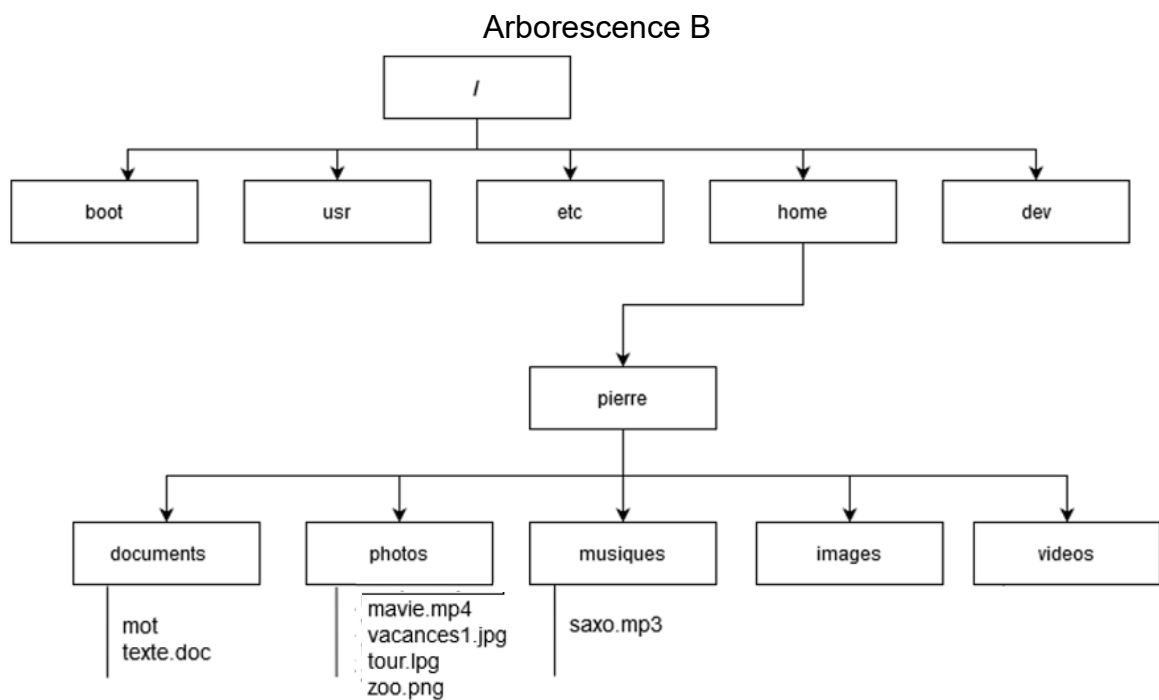 Arborescence B
/
boot
usr
etc
home
dev
pierre
documents
photos
musiques
images
videos
mot
texte.doc
mavie.mp4
vacances1.jpg
tour.lpg
zoo.png
saxo.mp3